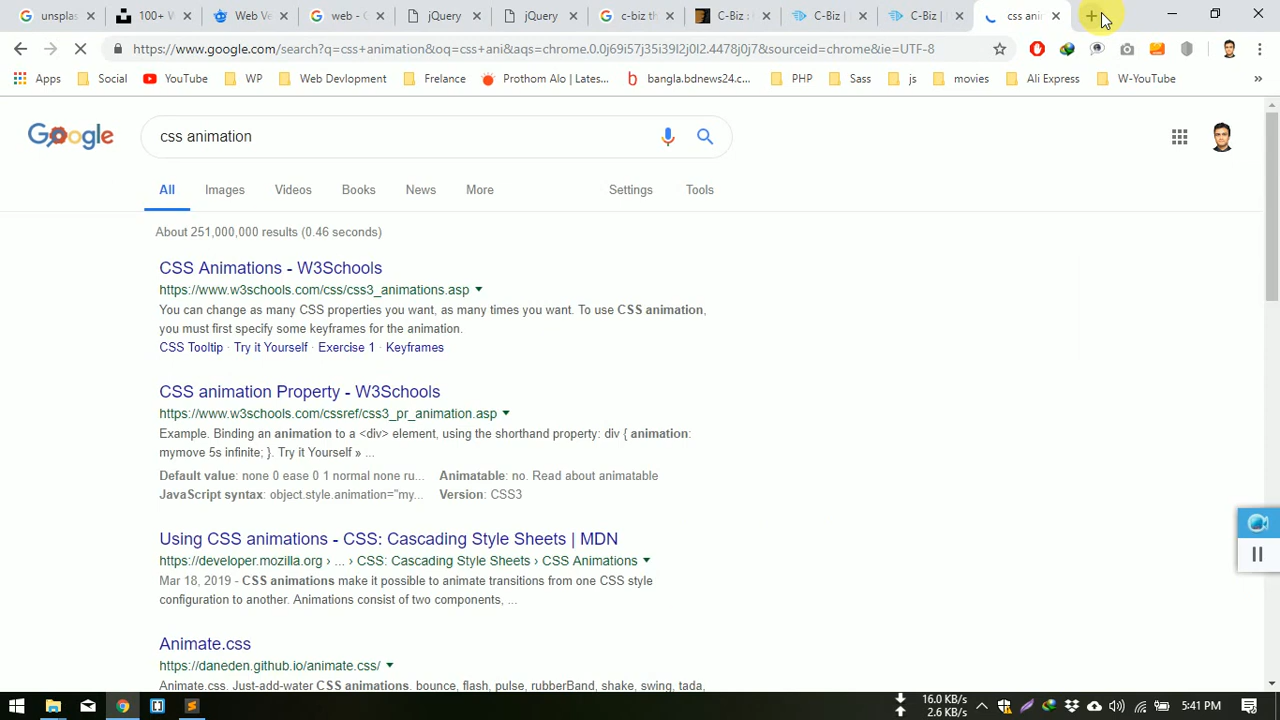 unsplas
100+ W
Web Ve
web - G
jQuery
jQuery
c-biz th
C-Biz :
C-Biz |
C-Biz |
css ani
https://www.google.com/search?q=css+animation&oq=css+ani&aqs=chrome.0.0j69i57j35i39l2j0l2.4478j0j7&sourceid=chrome&ie=UTF-8
Apps Social YouTube WP Web Devlopment Frelance Prothom Alo | Lates... bangla.bdnews24.c... PHP Sass js movies Ali Express W-YouTube »
Google
css animation
All Images Videos Books News More Settings Tools
About 251,000,000 results (0.46 seconds)
CSS Animations - W3Schools
https://www.w3schools.com/css/css3_animations.asp
You can change as many CSS properties you want, as many times you want. To use CSS animation,
you must first specify some keyframes for the animation.
CSS Tooltip · Try it Yourself · Exercise 1 · Keyframes
CSS animation Property - W3Schools
https://www.w3schools.com/cssref/css3_pr_animation.asp
Example. Binding an animation to a <div> element, using the shorthand property: div { animation:
mymove 5s infinite; }. Try it Yourself » ...
Default value: none 0 ease 0 1 normal none ru... Animatable: no. Read about animatable
JavaScript syntax: object.style.animation="my... Version: CSS3
Using CSS animations - CSS: Cascading Style Sheets | MDN
https://developer.mozilla.org › ... › CSS: Cascading Style Sheets › CSS Animations
Mar 18, 2019 - CSS animations make it possible to animate transitions from one CSS style
configuration to another. Animations consist of two components, ...
Animate.css
https://daneden.github.io/animate.css/
Animate.css. Just-add-water CSS animations. bounce, flash, pulse, rubberBand, shake, swing, tada,
16.0 KB/s
2.6 KB/s
5:41 PM